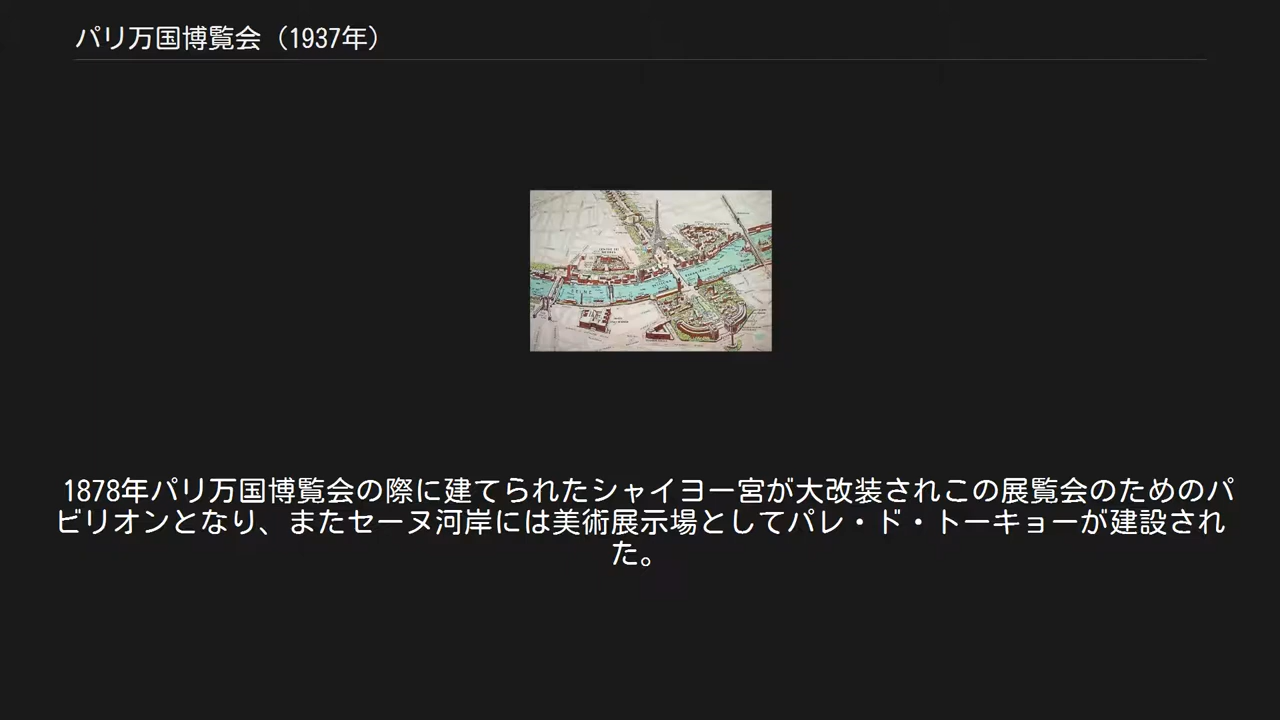 パリ万国博覧会（1937年）
1878年パリ万国博覧会の際に建てられたシャイヨー宮が大改装されこの展覧会のためのパ
ビリオンとなり、またセーヌ河岸には美術展示場としてパレ・ド・トーキョーが建設され
た。